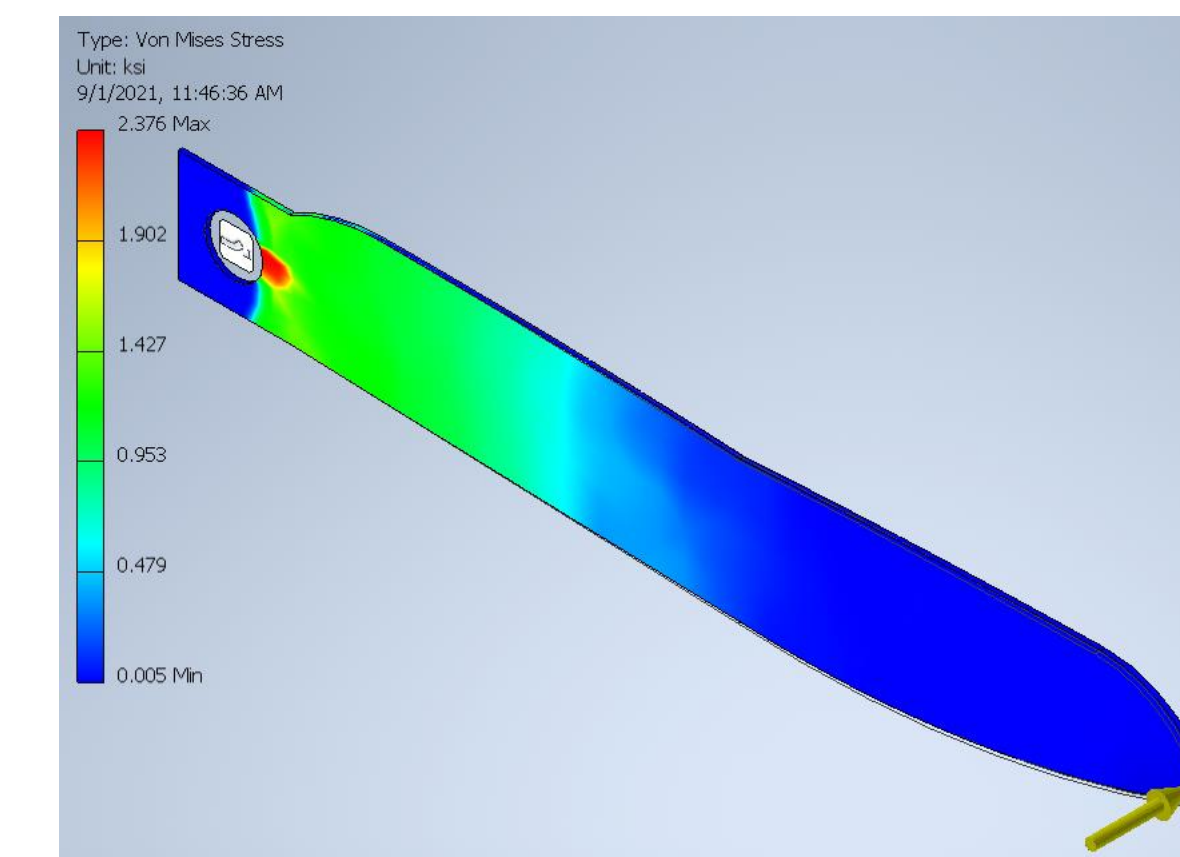 Type: Von Mises Stress
Unit: ksi
9/1/2021, 11:46:36 AM
2.376 Max
1.902
1.427
0.953
0.479
0.005 Min